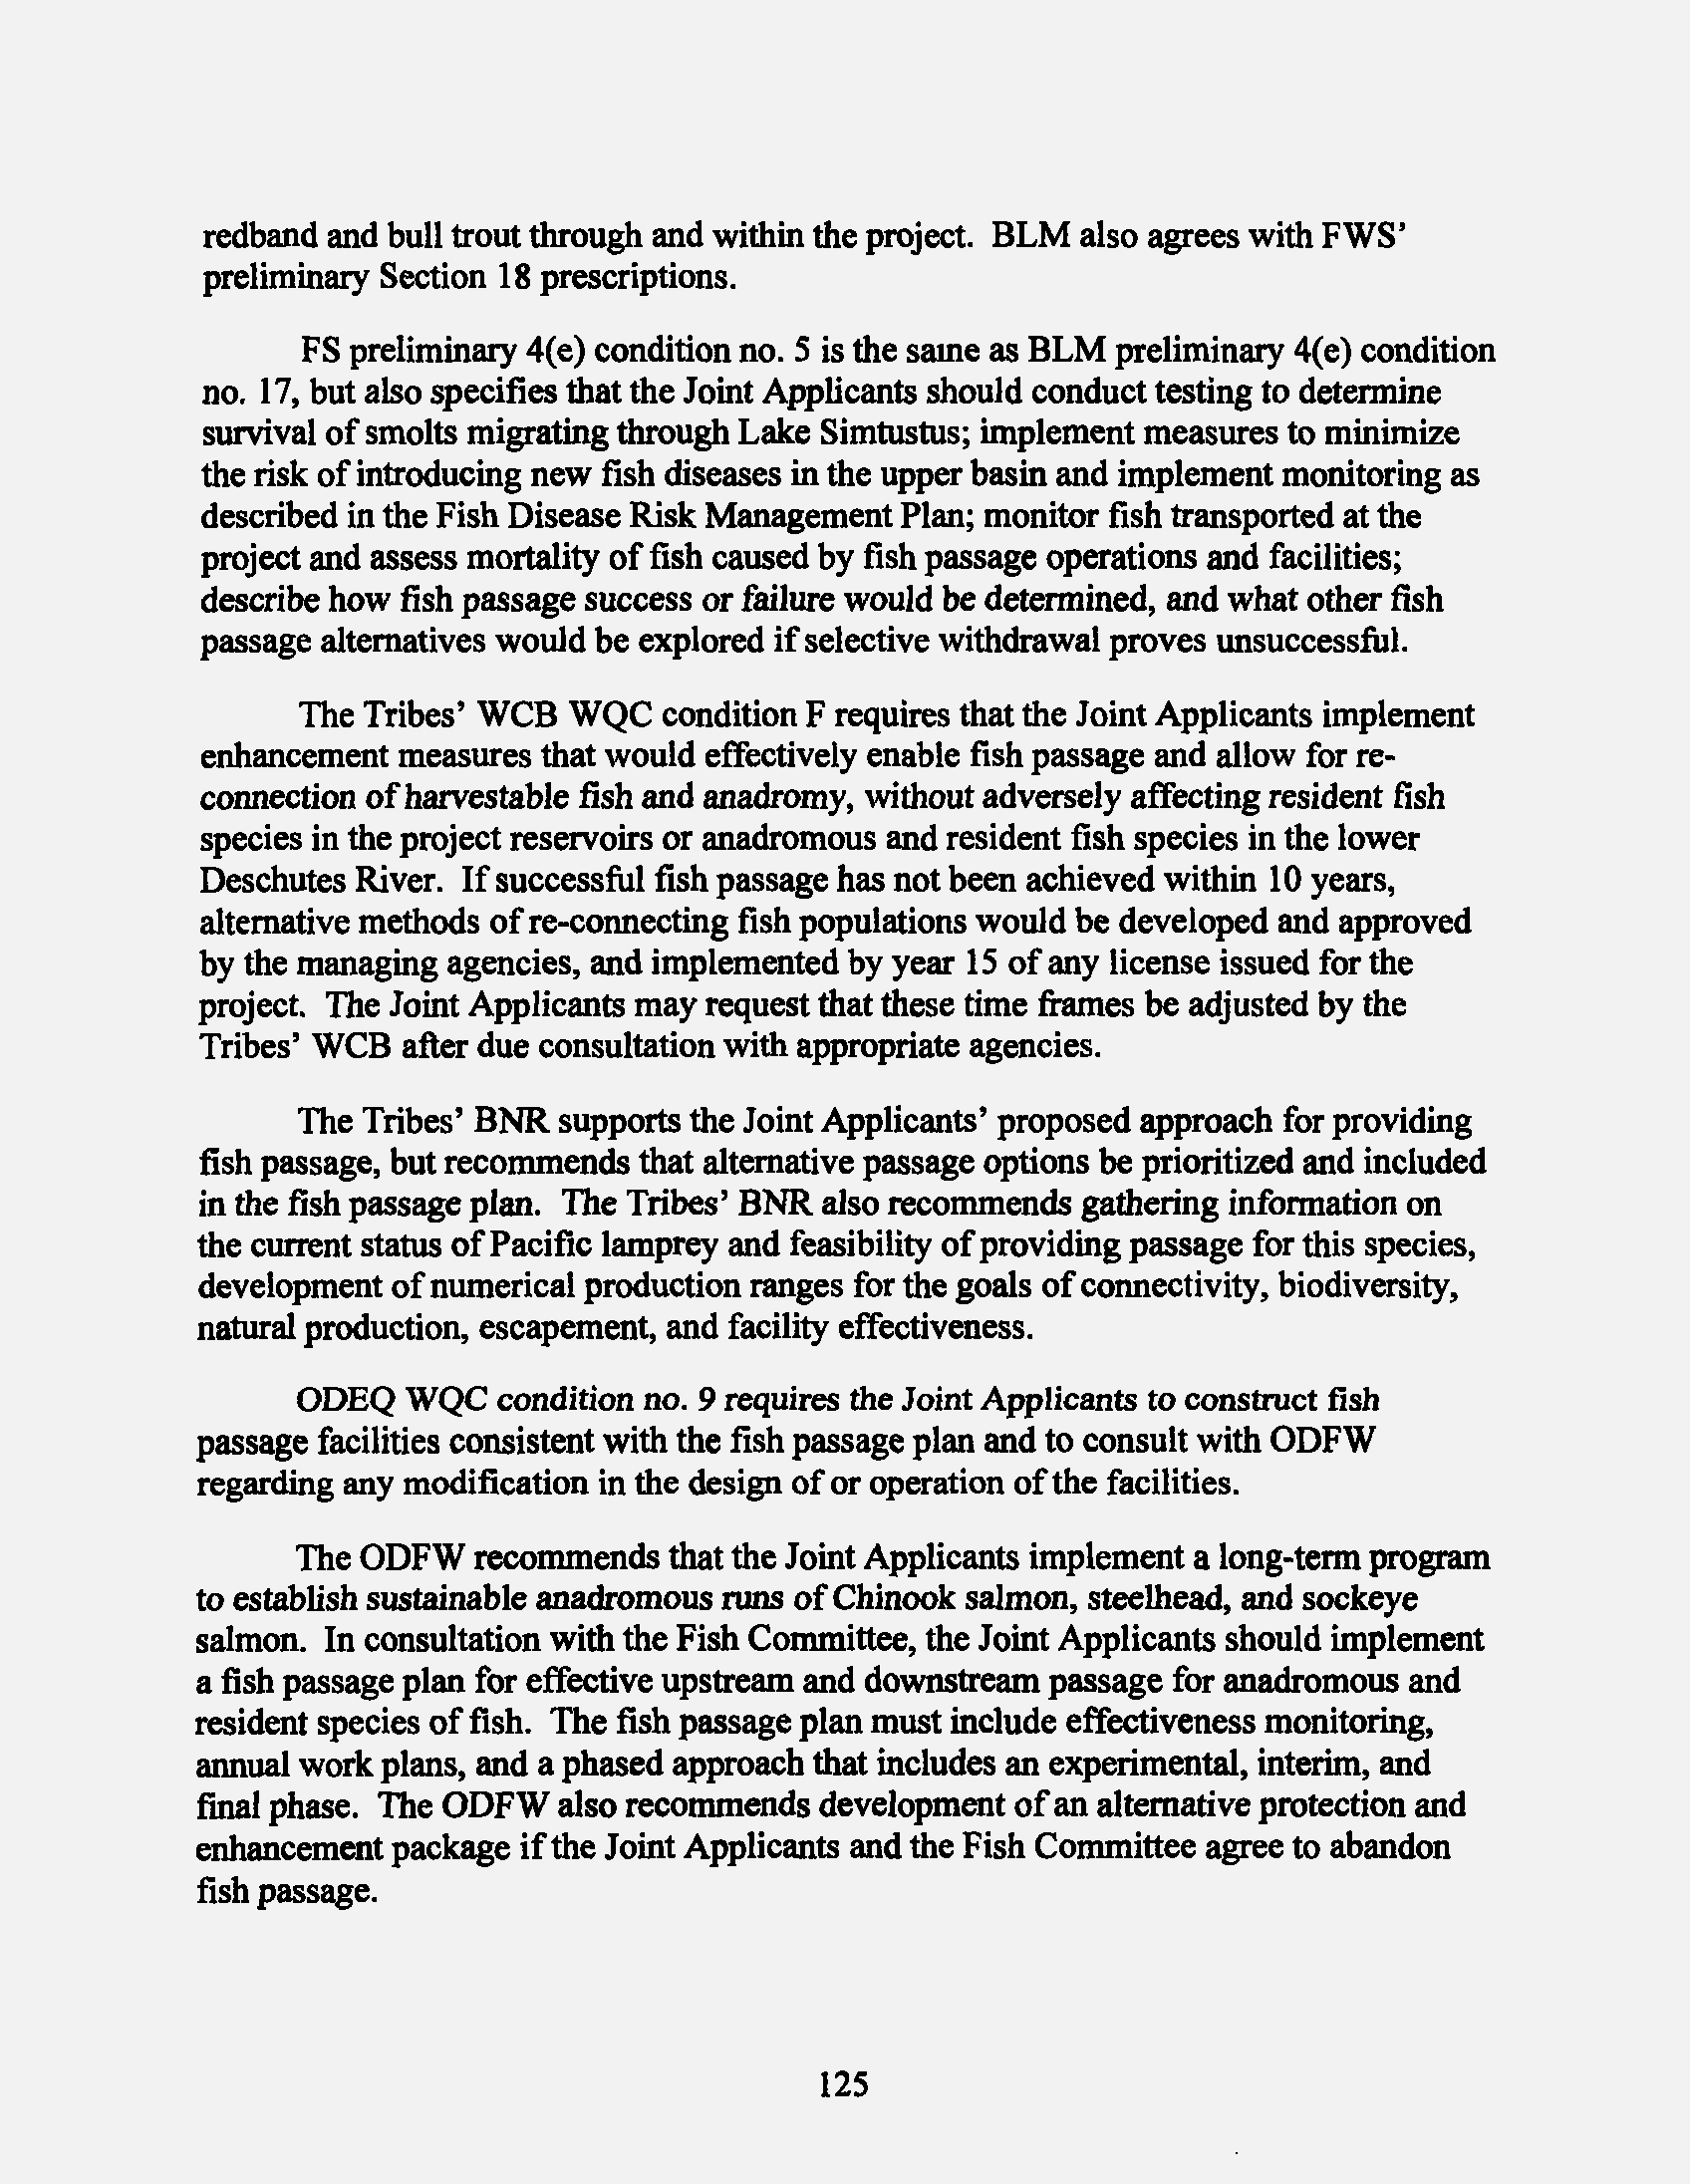 redband and bull trout through and within the project.  BLM also agrees with FWS’
preliminary Section 18 prescriptions.
FS preliminary 4(e) condition no. 5 is the same as BLM preliminary 4(e) condition
no. 17, but also specifies that the Joint Applicants should conduct testing to determine
survival of smolts migrating through Lake Simtustus; implement measures to minimize
the risk of introducing new fish diseases in the upper basin and implement monitoring as
described in the Fish Disease Risk Management Plan; monitor fish transported at the
project and assess mortality of fish caused by fish passage operations and facilities;
describe how fish passage success or failure would be determined, and what other fish
passage alternatives would be explored if selective withdrawal proves unsuccessful.
The Tribes’ WCB WQC condition F requires that the Joint Applicants implement
enhancement measures that would effectively enable fish passage and allow for re-
connection of harvestable fish and anadromy, without adversely affecting resident fish
species in the project reservoirs or anadromous and resident fish species in the lower
Deschutes River.  If successful fish passage has not been achieved within 10 years,
alternative methods of re-connecting fish populations would be developed and approved
by the managing agencies, and implemented by year 15 of any license issued for the
project.  The Joint Applicants may request that these time frames be adjusted by the
Tribes’ WCB after due consultation with appropriate agencies.
The Tribes’ BNR supports the Joint Applicants’ proposed approach for providing
fish passage, but recommends that alternative passage options be prioritized and included
in the fish passage plan.  The Tribes’ BNR also recommends gathering information on
the current status of Pacific lamprey and feasibility of providing passage for this species,
development of numerical production ranges for the goals of connectivity, biodiversity,
natural production, escapement, and facility effectiveness.
ODEQ WQC condition no. 9 requires the Joint Applicants to construct fish
passage facilities consistent with the fish passage plan and to consult with ODFW
regarding any modification in the design of or operation of the facilities.
The ODFW recommends that the Joint Applicants implement a long-term program
to establish sustainable anadromous runs of Chinook salmon, steelhead, and sockeye
salmon.  In consultation with the Fish Committee, the Joint Applicants should implement
a fish passage plan for effective upstream and downstream passage for anadromous and
resident species of fish.  The fish passage plan must include effectiveness monitoring,
annual work plans, and a phased approach that includes an experimental, interim, and
final phase.  The ODFW also recommends development of an alternative protection and
enhancement package if the Joint Applicants and the Fish Committee agree to abandon
fish passage.
125